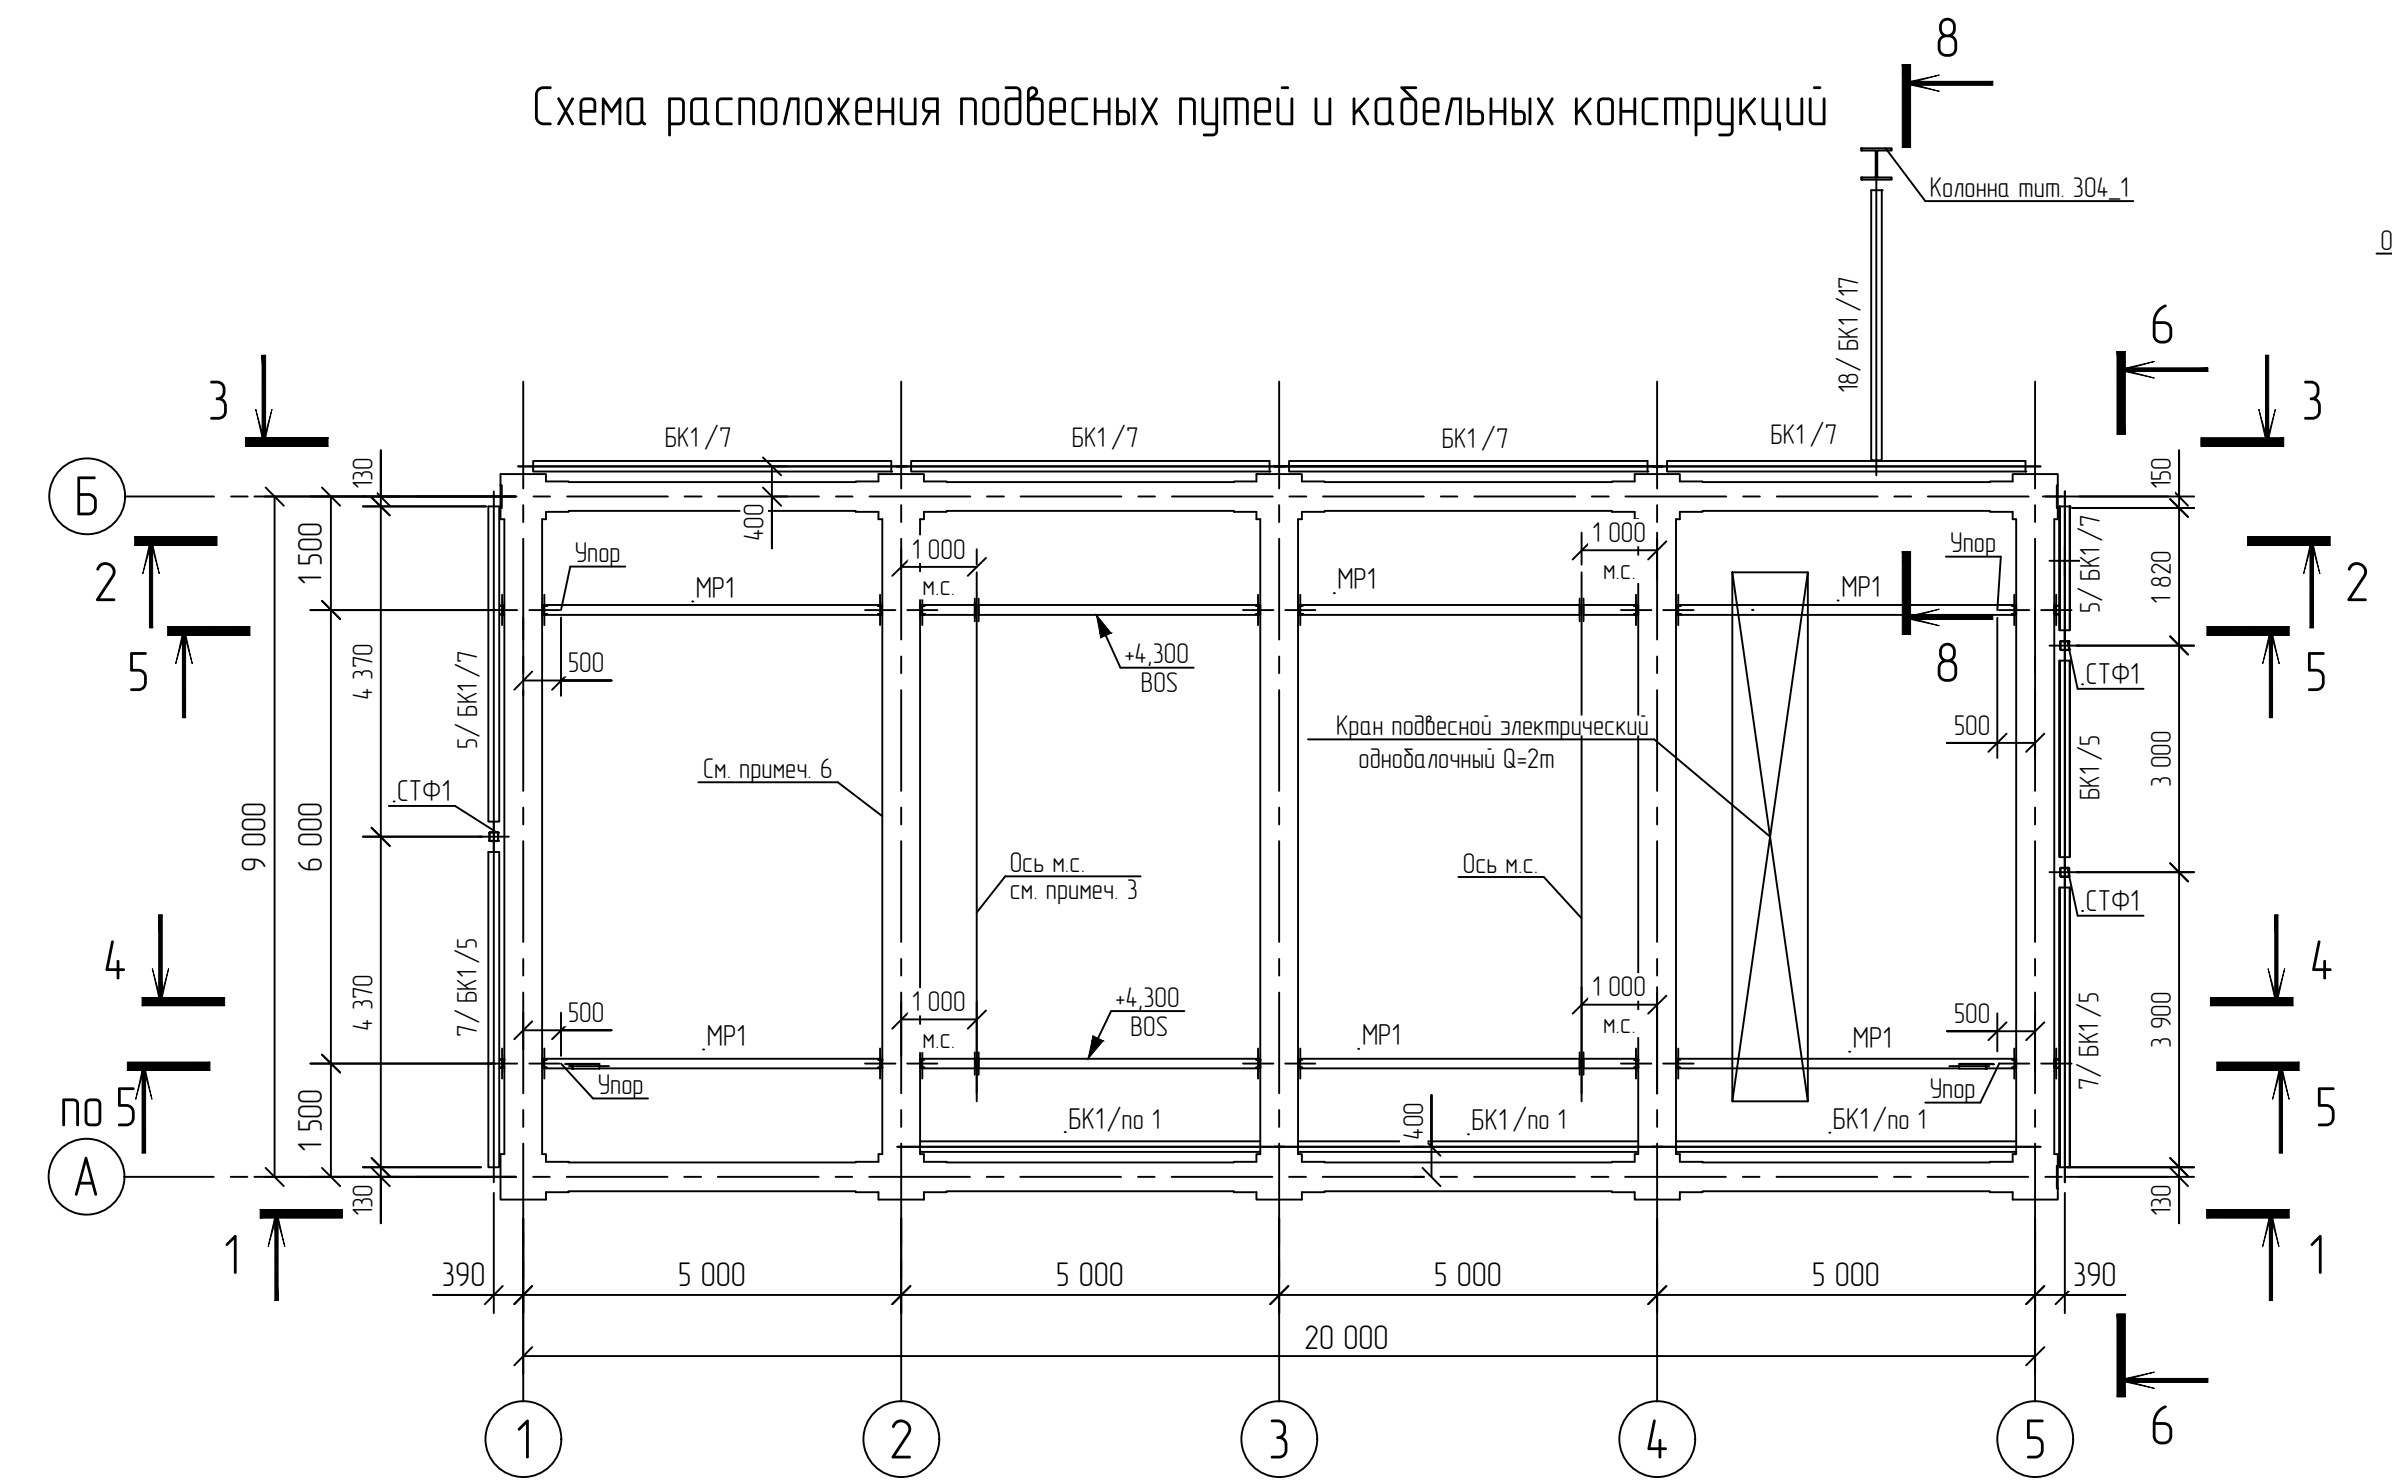 8
Схема расположения подвесных путей и кабельных конструкций
Колонна тит. 304_1
18/ БК1 /17
6
3
3
БК1 /7
БК1 /7
БК1 /7
БК1 /7
130
150
Б
400
1 500
Упор
1 000
м.с.
1 000
м.с.
Упор
5/ БК1 /7
1 820
2
2
МР1
МР1
МР1
5
5
500
+4,300
BOS
8
4 370
5/ БК1 /7
.СТФ1
Кран подвесной электрический
однобалочный Q=2т
500
См. примеч. 6
БК1 /5
3 000
.СТФ1
9 000
6 000
Ось м.с.
см. примеч. 3
Ось м.с.
.СТФ1
4
4
7/ БК1 /5
4 370
500
1 000
м.с.
+4,300
BOS
1 000
м.с.
500
7/ БК1 /5
3 900
МР1
МР1
МР1
Упор
Упор
по 5
5
1 500
БК1/по 1
400
БК1/по 1
БК1/по 1
А
130
130
1
1
390
5 000
5 000
5 000
5 000
390
20 000
1
2
3
4
5
6